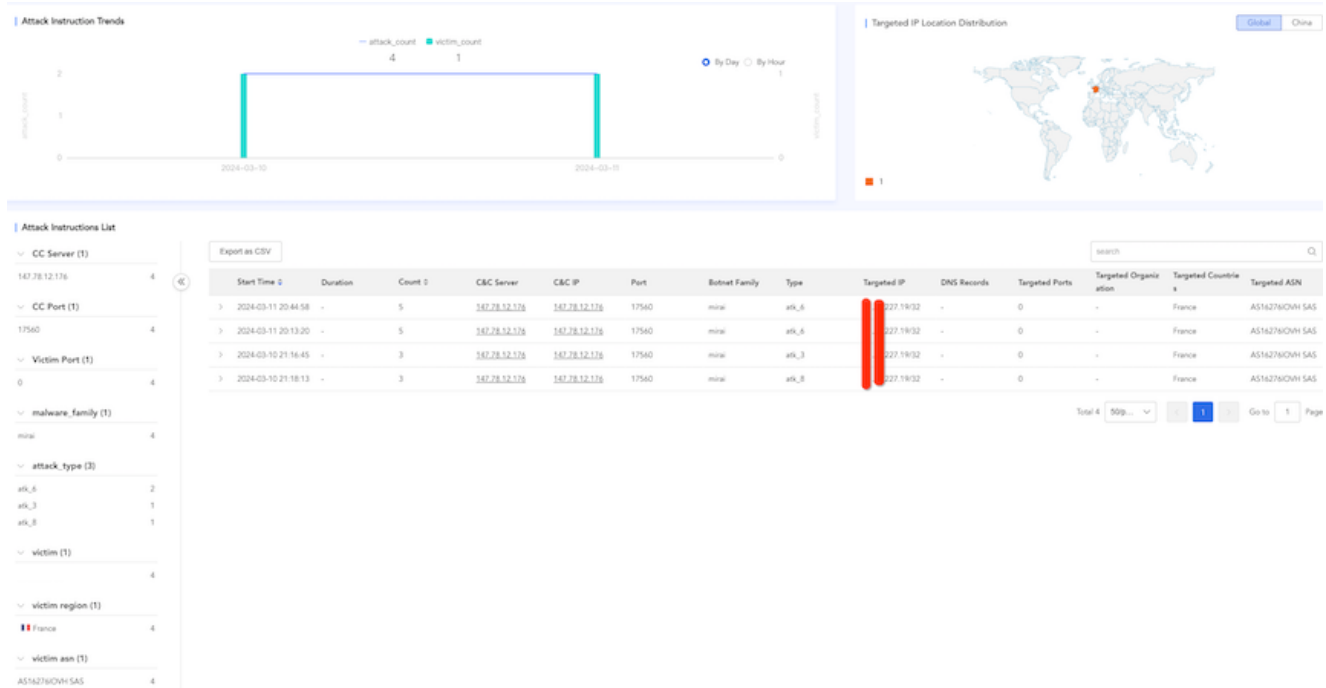 Attack Instruction Trends
attack_count victim_count
4 1
By Day By Hour
2 1
attack_count
victim_count
1
0 0
2024-03-10 2024-03-11
Targeted IP Location Distribution
Global China
1
Attack Instructions List
CC Server (1)
147.78.12.176 4
CC Port (1)
17560 4
Victim Port (1)
0 4
malware_family (1)
mirai 4
attack_type (3)
atk_6 2
atk_3 1
atk_8 1
victim (1)
4
victim region (1)
France 4
victim asn (1)
AS16276|OVH SAS 4
Export as CSV
search
Start Time Duration Count C&C Server C&C IP Port Botnet Family Type Targeted IP DNS Records Targeted Ports Targeted Organiz Targeted Countrie Targeted ASN
ation s
2024-03-11 20:44:58 - 5 147.78.12.176 147.78.12.176 17560 mirai atk_6 227.19/32 - 0 - France AS16276|OVH SAS
2024-03-11 20:13:20 - 5 147.78.12.176 147.78.12.176 17560 mirai atk_6 227.19/32 - 0 - France AS16276|OVH SAS
2024-03-10 21:16:45 - 3 147.78.12.176 147.78.12.176 17560 mirai atk_3 227.19/32 - 0 - France AS16276|OVH SAS
2024-03-10 21:18:13 - 3 147.78.12.176 147.78.12.176 17560 mirai atk_8 227.19/32 - 0 - France AS16276|OVH SAS
Total 4 50/p... 1 Go to 1 Page